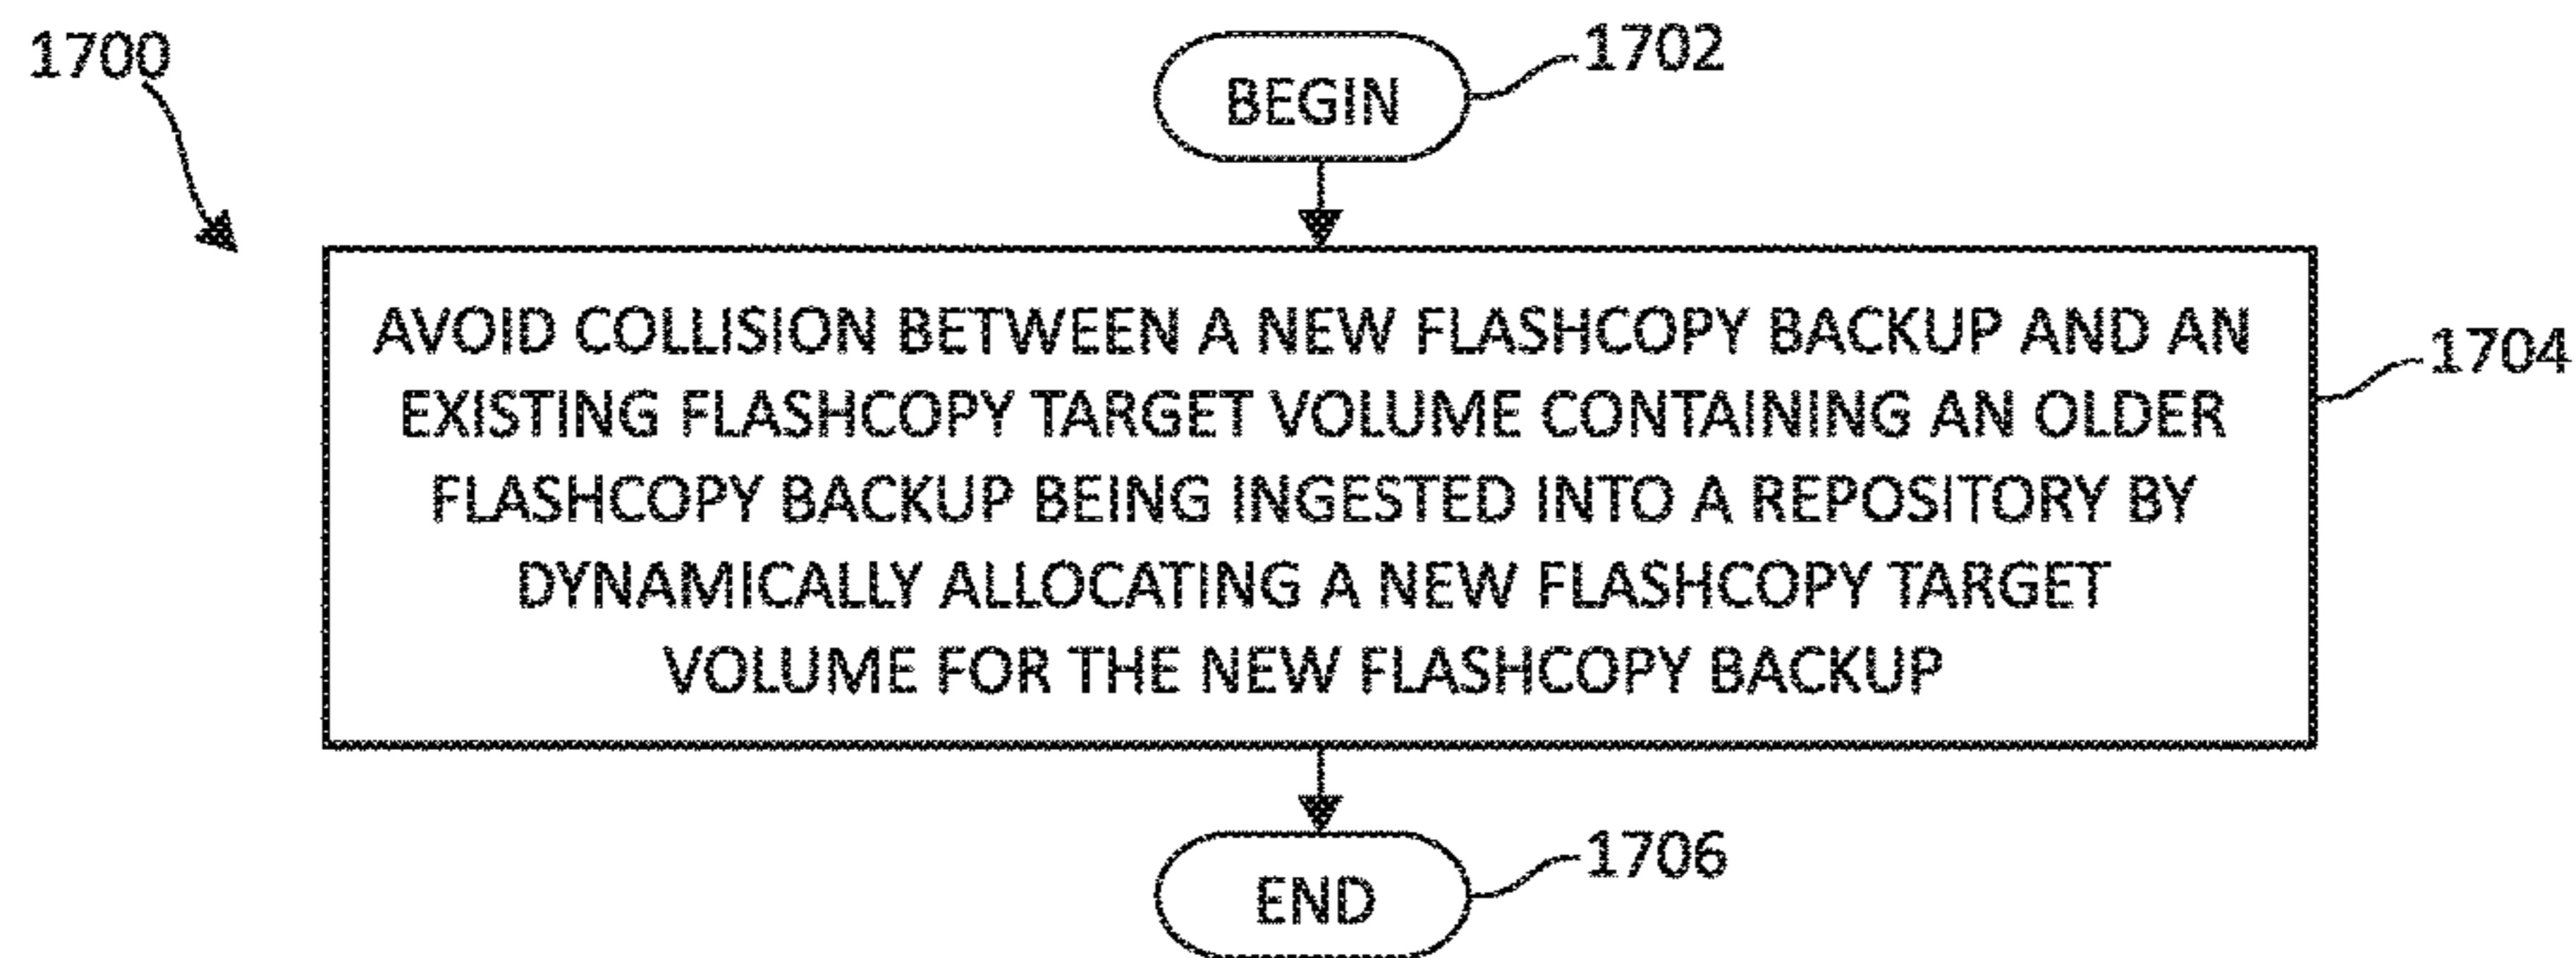 1700
BEGIN
1702
AVOID COLLISION BETWEEN A NEW FLASHCOPY BACKUP AND AN
EXISTING FLASHCOPY TARGET VOLUME CONTAINING AN OLDER
FLASHCOPY BACKUP BEING INGESTED INTO A REPOSITORY BY
DYNAMICALLY ALLOCATING A NEW FLASHCOPY TARGET
VOLUME FOR THE NEW FLASHCOPY BACKUP
1704
END
1706